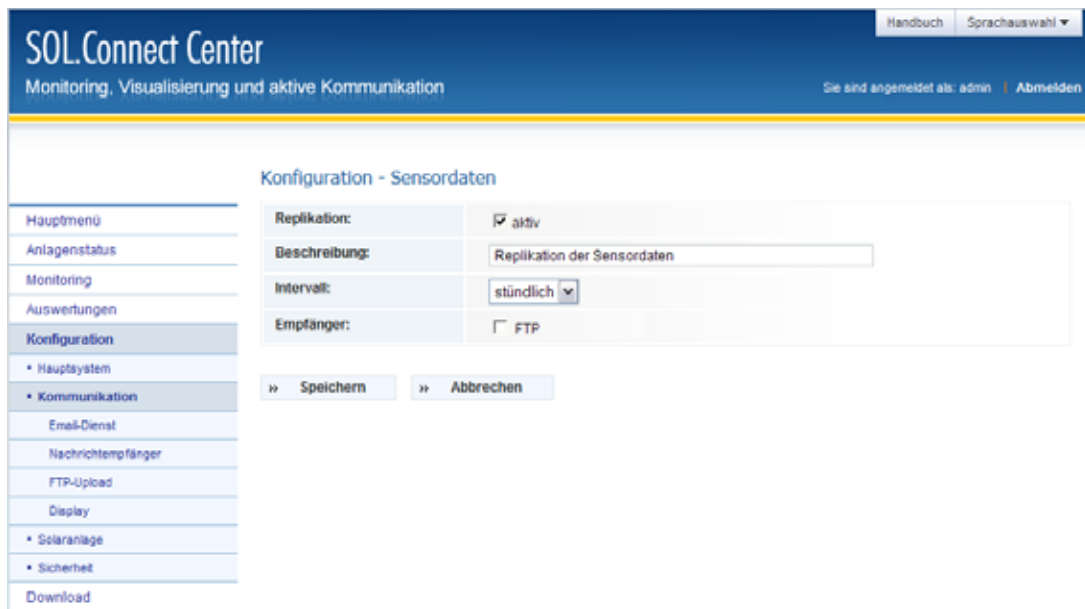 Handbuch Sprachauswahl
SOL.Connect Center
Monitoring, Visualisierung und aktive Kommunikation
Sie sind angemeldet als: admin | Abmelden
Konfiguration - Sensordaten
Hauptmenü
Anlagenstatus
Monitoring
Auswertungen
Konfiguration
• Hauptsystem
• Kommunikation
Email-Dienst
Nachrichtempfänger
FTP-Upload
Display
• Solaranlage
• Sicherheit
Download
Replikation: aktiv
Beschreibung: Replikation der Sensordaten
Intervall: stündlich
Empfänger: FTP
» Speichern » Abbrechen